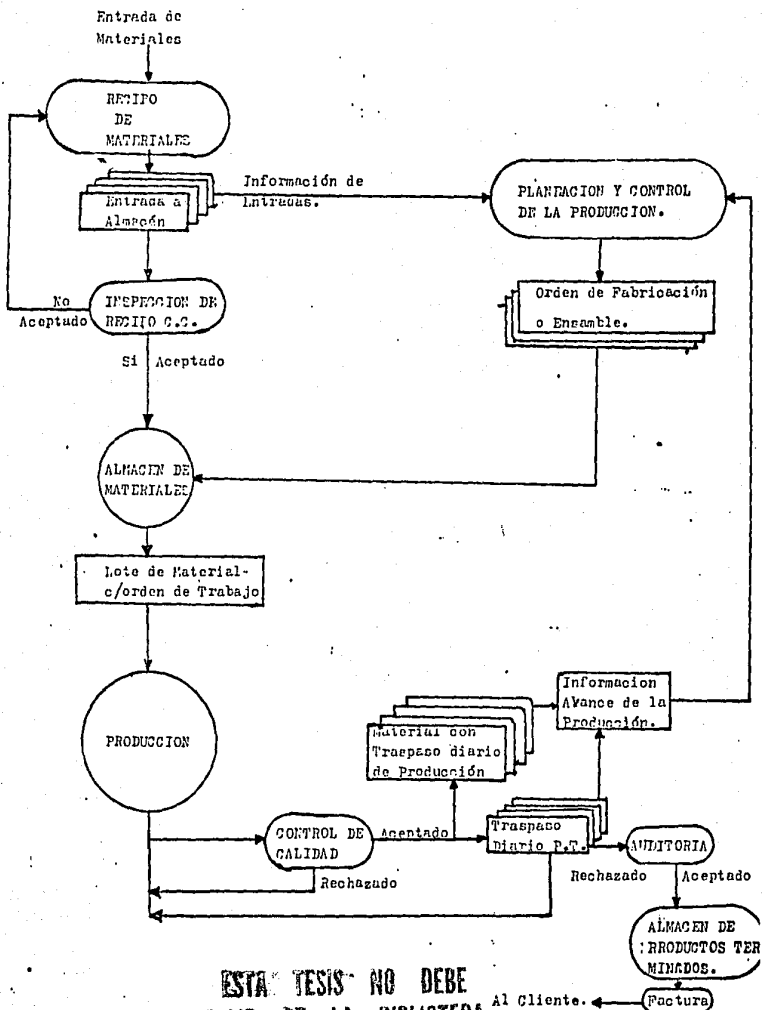 Entrada de
Materiales
RECIBO
DE
MATERIALES
Entrada a
Almacén
Información de
Entradas.
PLANEACION Y CONTROL
DE LA PRODUCCION.
Orden de Fabricación
o Ensamble.
No
Aceptado
INSPECCION DE
RECIBO C.C.
Si Aceptado
ALMACEN DE
MATERIALES
Lote de Material-
c/orden de Trabajo
PRODUCCION
Material con
Traspaso diario
de Producción
Informacion
Avance de la
Producción.
CONTROL DE
CALIDAD
Aceptado
Rechazado
Traspaso
Diario P.T.
AUDITORIA
Rechazado
Aceptado
ALMACEN DE
PRODUCTOS TER
MINADOS.
Factura
Al Cliente.
ESTA TESIS NO DEBE
DE LA BIBLIOTECA